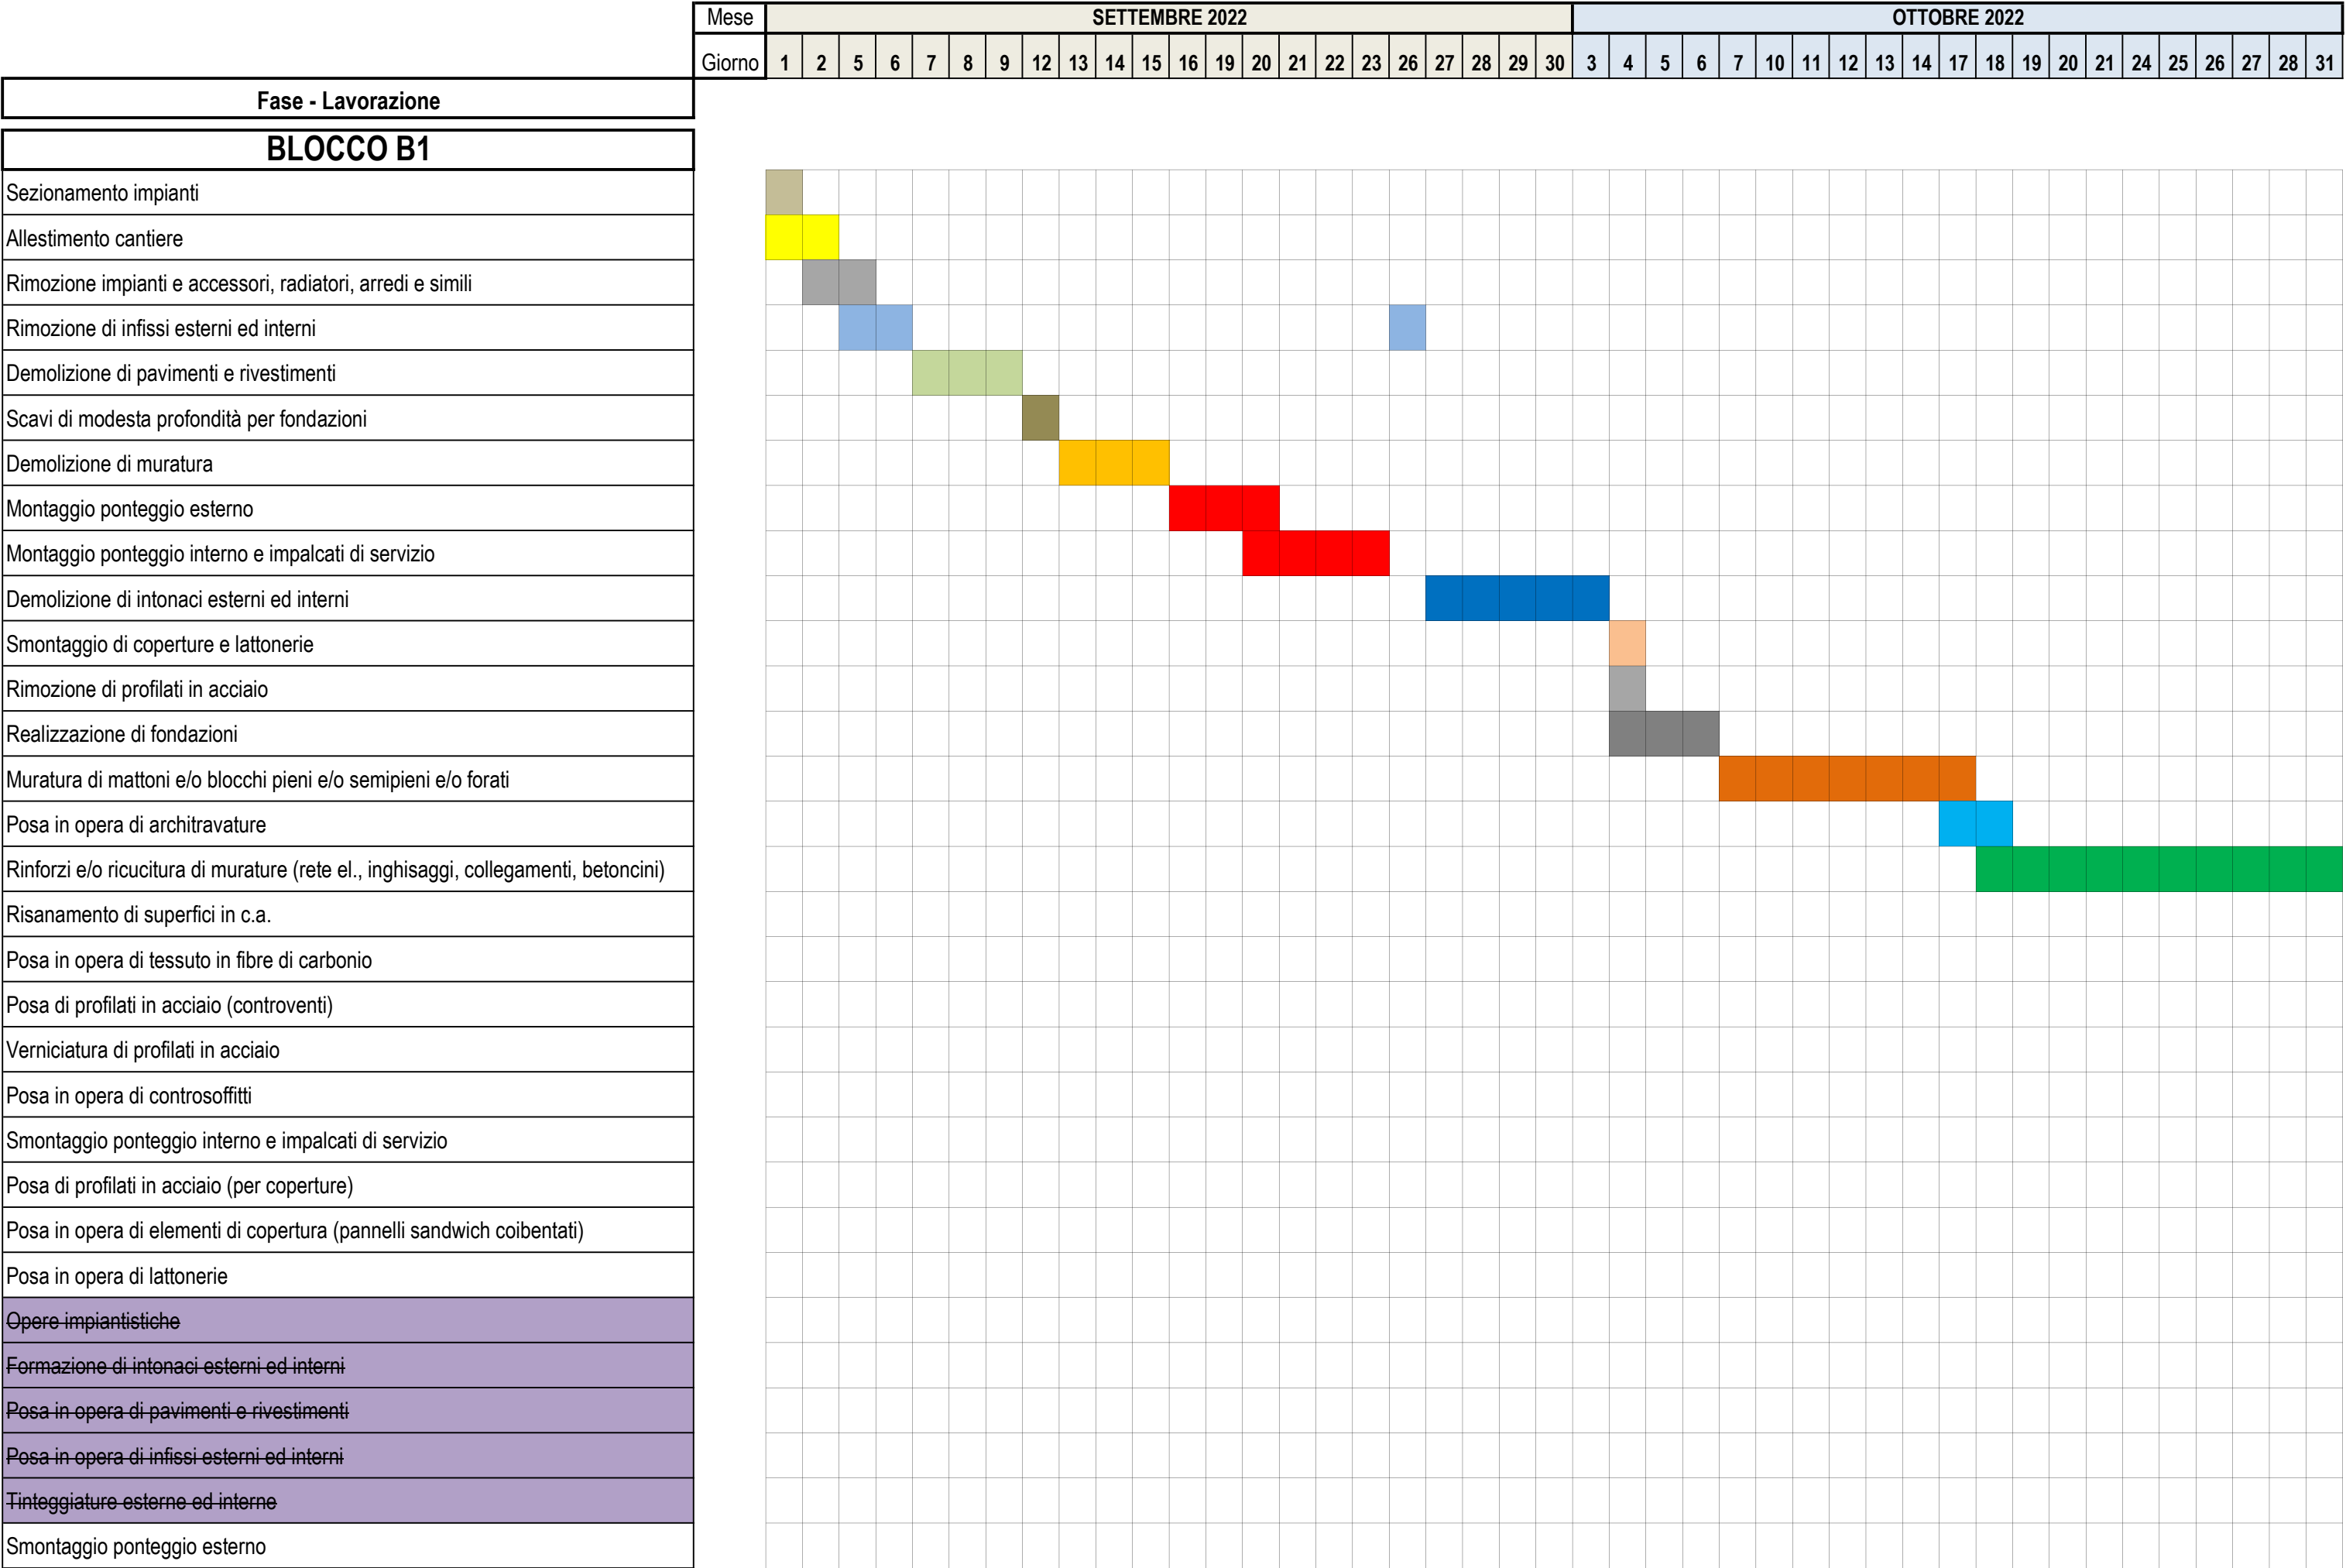 Mese SETTEMBRE 2022 OTTOBRE 2022
Giorno 1 2 5 6 7 8 9 12 13 14 15 16 19 20 21 22 23 26 27 28 29 30 3 4 5 6 7 10 11 12 13 14 17 18 19 20 21 24 25 26 27 28 31
Fase - Lavorazione
BLOCCO B1
Sezionamento impianti
Allestimento cantiere
Rimozione impianti e accessori, radiatori, arredi e simili
Rimozione di infissi esterni ed interni
Demolizione di pavimenti e rivestimenti
Scavi di modesta profondità per fondazioni
Demolizione di muratura
Montaggio ponteggio esterno
Montaggio ponteggio interno e impalcati di servizio
Demolizione di intonaci esterni ed interni
Smontaggio di coperture e lattonerie
Rimozione di profilati in acciaio
Realizzazione di fondazioni
Muratura di mattoni e/o blocchi pieni e/o semipieni e/o forati
Posa in opera di architravature
Rinforzi e/o ricucitura di murature (rete el., inghisaggi, collegamenti, betoncini)
Risanamento di superfici in c.a.
Posa in opera di tessuto in fibre di carbonio
Posa di profilati in acciaio (controventi)
Verniciatura di profilati in acciaio
Posa in opera di controsoffitti
Smontaggio ponteggio interno e impalcati di servizio
Posa di profilati in acciaio (per coperture)
Posa in opera di elementi di copertura (pannelli sandwich coibentati)
Posa in opera di lattonerie
Opere impiantistiche
Formazione di intonaci esterni ed interni
Posa in opera di pavimenti e rivestimenti
Posa in opera di infissi esterni ed interni
Tinteggiature esterne ed interne
Smontaggio ponteggio esterno